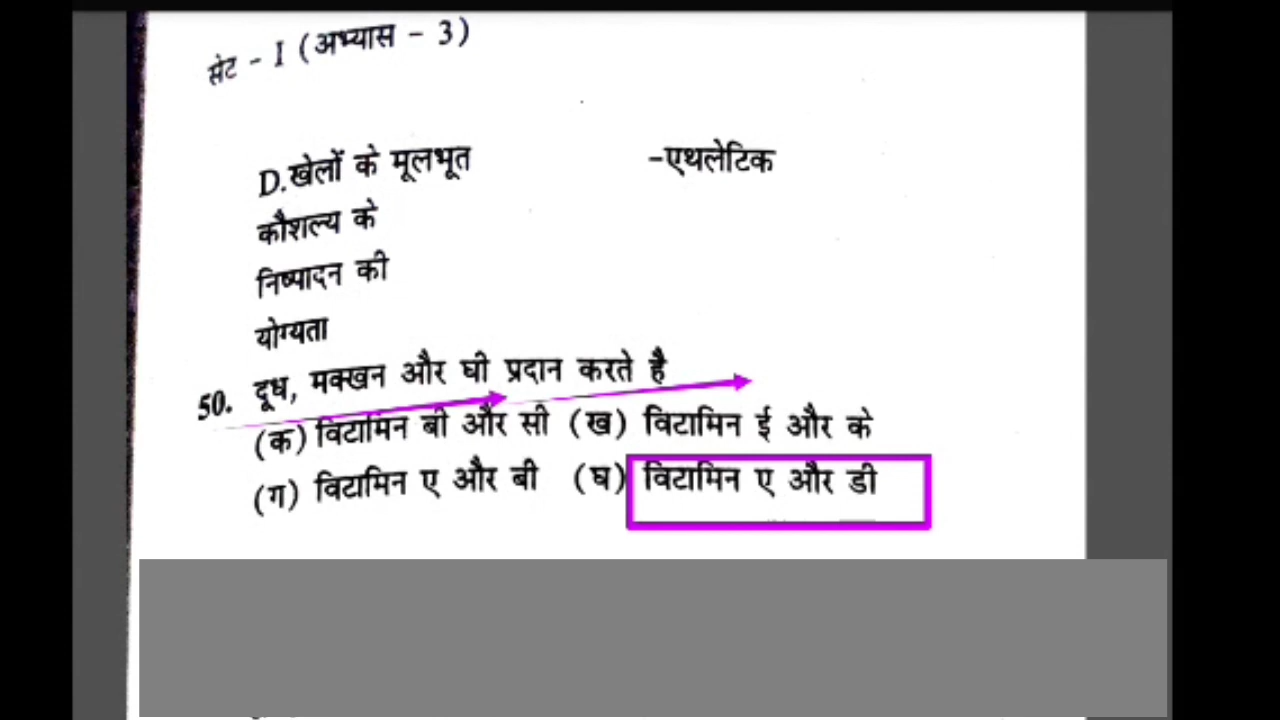 सेट - I (अभ्यास - 3)
D.खेलों के मूलभूत -एथलेटिक
कौशल्य के
निष्पादन की
योग्यता
50. दूध, मक्खन और घी प्रदान करते है
(क) विटामिन बी और सी (ख) विटामिन ई और के
(ग) विटामिन ए और बी (घ) विटामिन ए और डी